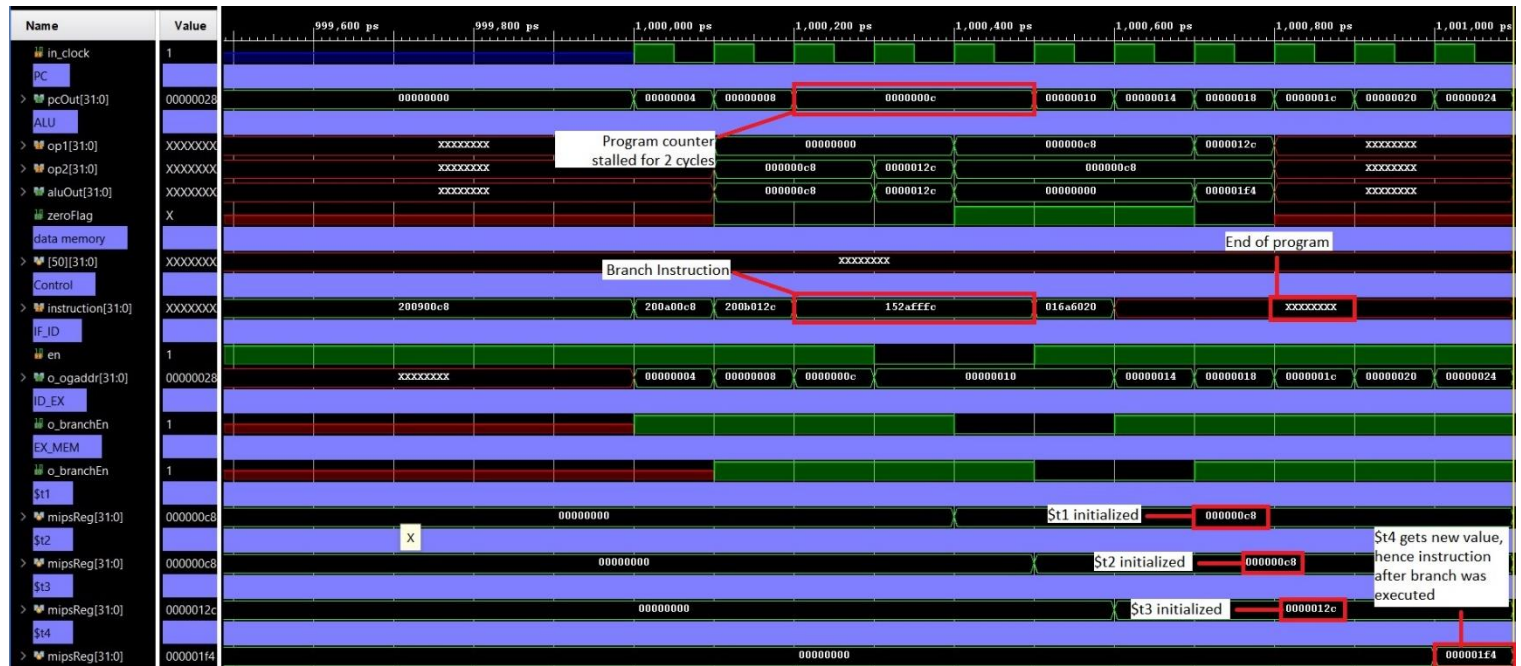 Name Value 999,600 ps 999,800 ps 1,000,000 ps 1,000,200 ps 1,000,400 ps 1,000,600 ps 1,000,800 ps 1,001,000 ps
in_clock 1
PC
> pcOut[31:0] 00000028 00000000 00000004 00000008 0000000c 00000010 00000014 00000018 0000001c 00000020 00000024
ALU
Program counter
stalled for 2 cycles
> op1[31:0] XXXXXXX XXXXXXXX 00000000 000000c8 0000012c XXXXXXXX
> op2[31:0] XXXXXXX XXXXXXXX 000000c8 0000012c 000000c8 XXXXXXXX
> aluOut[31:0] XXXXXXX XXXXXXXX 000000c8 0000012c 00000000 000001f4 XXXXXXXX
zeroFlag X
data memory
End of program
> [50][31:0] XXXXXXX XXXXXXXX
Branch Instruction
Control
> instruction[31:0] XXXXXXX 200900c8 200a00c8 200b012c 152afffc 016a6020 XXXXXXXX
IF_ID
en 1
> o_ogaddr[31:0] 00000028 XXXXXXXX 00000004 00000008 0000000c 00000010 00000014 00000018 0000001c 00000020 00000024
ID_EX
o_branchEn 1
EX_MEM
o_branchEn 1
$t1
> mipsReg[31:0] 000000c8 00000000 $t1 initialized 000000c8
$t2
X
> mipsReg[31:0] 000000c8 00000000 $t2 initialized 000000c8
$t3
> mipsReg[31:0] 0000012c 00000000 $t3 initialized 0000012c
$t4 gets new value,
hence instruction
after branch was
executed
$t4
> mipsReg[31:0] 000001f4 00000000 000001f4